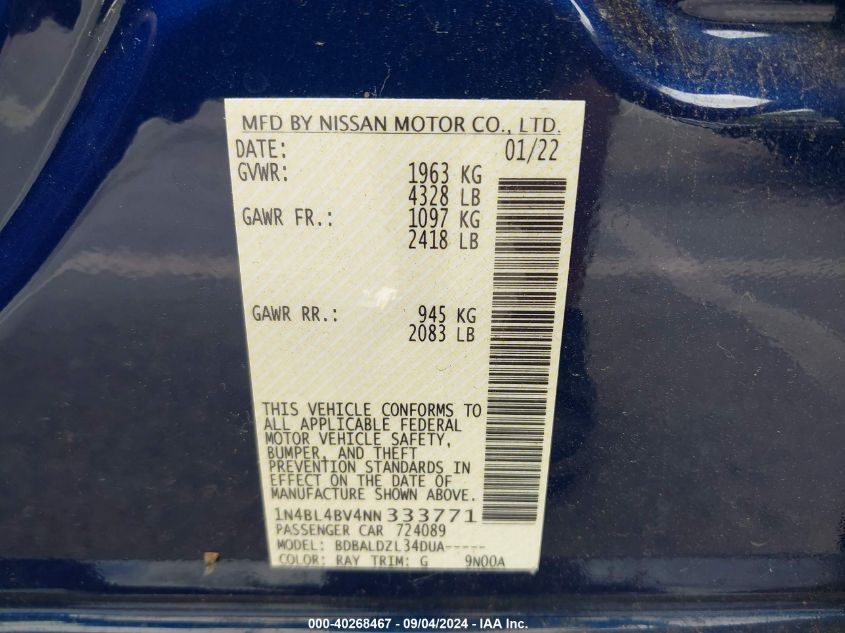 MFD BY NISSAN MOTOR CO., LTD.
DATE: 01/22
GVWR: 1963 KG
4328 LB
GAWR FR.: 1097 KG
2418 LB
GAWR RR.: 945 KG
2083 LB
THIS VEHICLE CONFORMS TO
ALL APPLICABLE FEDERAL
MOTOR VEHICLE SAFETY,
BUMPER, AND THEFT
PREVENTION STANDARDS IN
EFFECT ON THE DATE OF
MANUFACTURE SHOWN ABOVE.
1N4BL4BV4NN333771
PASSENGER CAR 724089
MODEL: BDBALDZL34DUA-----
COLOR: RAY TRIM: G 9N00A
000-40268467 - 09/04/2024 - IAA Inc.